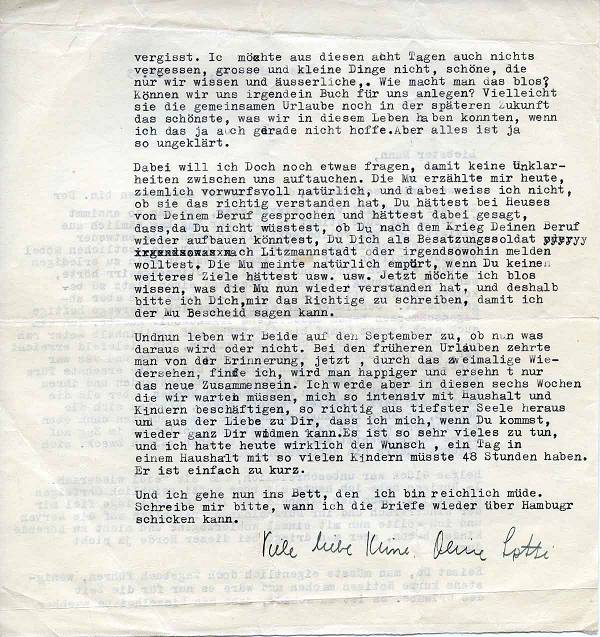 vergisst. Ic möchte aus diesen acht Tagen auch nichts
vergessen, grosse und kleine Dinge nicht, schöne, die
nur wir wissen und äusserliche,. Wie macht man das blos?
Können wir uns irgendein Buch für uns anlegen? Vielleicht
sie die gemeinsamen Urlaube noch in der späteren Zukunft
das schönste, was wir in diesem Leben haben konnten, wenn
ich das ja auch gerade nicht hoffe.Aber alles ist ja
so ungeklärt.
Dabei will ich Doch noch etwas fragen, damit keine Unklar-
heiten zwischen uns auftauchen. Die Mu erzählte mir heute,
ziemlich vorwurfsvoll natürlich, und dabei weiss ich nicht,
ob sie das richtig verstanden hat, Du hättest bei Heuses
von Deinem Beruf gesprochen und hättest dabei gesagt,
dass,da Du nicht wüsstest, ob Du nach dem Krieg Deinen Beruf
wieder aufbauen könntest, Du Dich als Besatzungssoldat yyyyyy
nach Litzmannstadt oder irgendsowohin melden
wolltest. Die Mu meinte natürlich empört, wenn Du keinen
weiteres Ziele hättest usw. usw. Jetzt möchte ich blos
wissen, was die Mu nun wieder verstanden hat, und deshalb
bitte ich Dich,mir das Richtige zu schreiben, damit ich
der Mu Bescheid sagen kann.
Undnun leben wir Beide auf den September zu, ob nun was
daraus wird oder nicht. Bei den früheren Urlauben zehrte
man von der Erinnerung, jetzt , durch das zweimalige Wie-
dersehen, finde ich, wird man happiger und ersehn t nur
das neue Zusammensein. Ich werde aber in diesen sechs Wochen
die wir warten müssen, mich so intensiv mit Haushalt und
Kindern beschäftigen, so richtig aus tiefster Seele heraus
um aus der Liebe zu Dir, dass ich mich, wenn Du kommst,
wieder ganz Dir widmen kann.Es ist so sehr vieles zu tun,
und ich hatte heute wirklich den Wunsch , ein Tag in
einem Haushalt mit so vielen Kindern müsste 48 Stunden haben.
Er ist einfach zu kurz.
Und ich gehe nun ins Bett, den ich bin reichlich müde.
Schreibe mir bitte, wann ich die Briefe wieder über Hambugr
schicken kann.
Viele liebe Deine Lotti